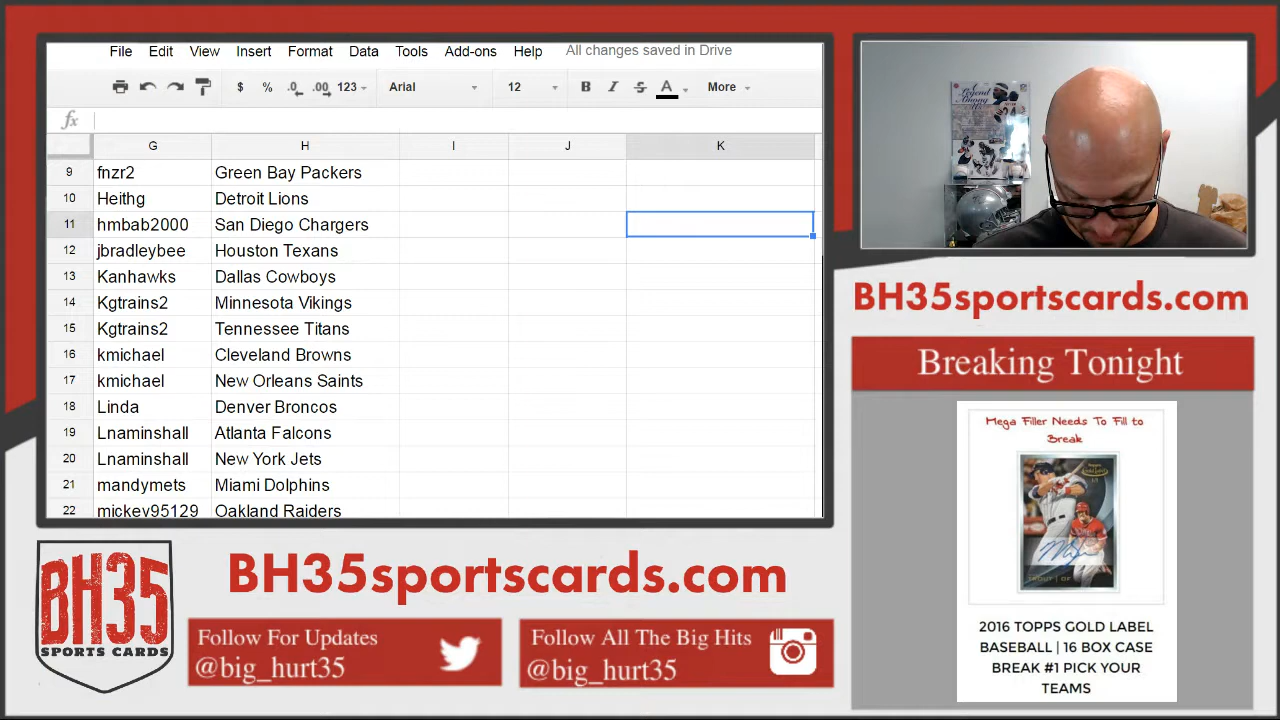 File Edit View Insert Format Data Tools Add-ons Help All changes saved in Drive
$ % .0 .00 123 Arial 12 B I S A More
fx
G H I J K
9 fnzr2 Green Bay Packers
10 Heithg Detroit Lions
11 hmbab2000 San Diego Chargers
12 jbradleybee Houston Texans
13 Kanhawks Dallas Cowboys
14 Kgtrains2 Minnesota Vikings
15 Kgtrains2 Tennessee Titans
16 kmichael Cleveland Browns
17 kmichael New Orleans Saints
18 Linda Denver Broncos
19 Lnaminshall Atlanta Falcons
20 Lnaminshall New York Jets
21 mandymets Miami Dolphins
22 mickey95129 Oakland Raiders
BH35sportscards.com
Breaking Tonight
Mega Filler Needs To Fill to
Break
2016 TOPPS GOLD LABEL
BASEBALL | 16 BOX CASE
BREAK #1 PICK YOUR
TEAMS
BH35
SPORTS CARDS
BH35sportscards.com
Follow For Updates
@big_hurt35
Follow All The Big Hits
@big_hurt35